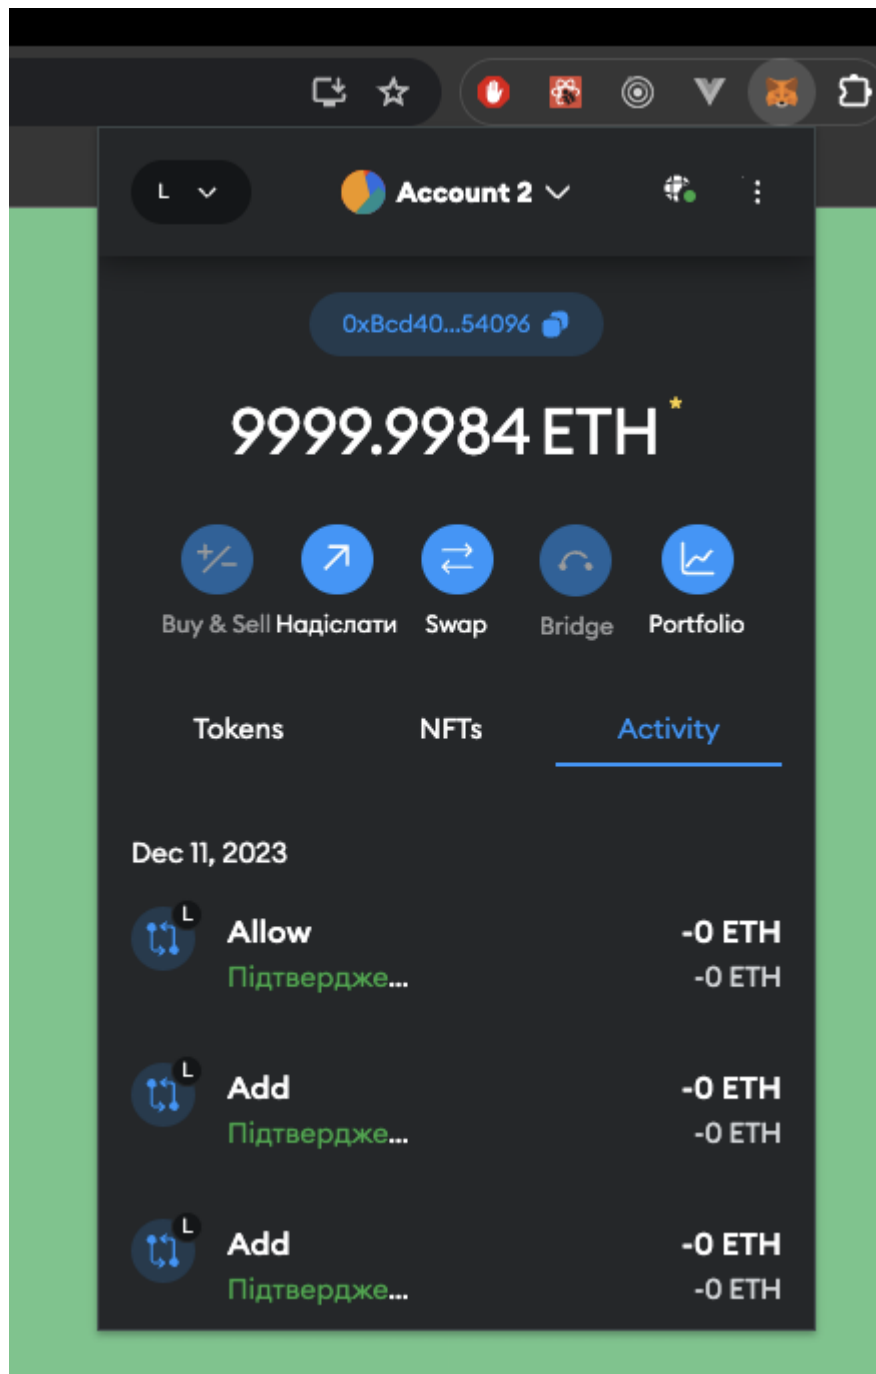 L
Account 2
0xBcd40...54096
9999.9984 ETH
Buy & Sell Надіслати Swap Bridge Portfolio
Tokens NFTs Activity
Dec 11, 2023
L
Allow -0 ETH
Підтвердже... -0 ETH
L
Add -0 ETH
Підтвердже... -0 ETH
L
Add -0 ETH
Підтвердже... -0 ETH